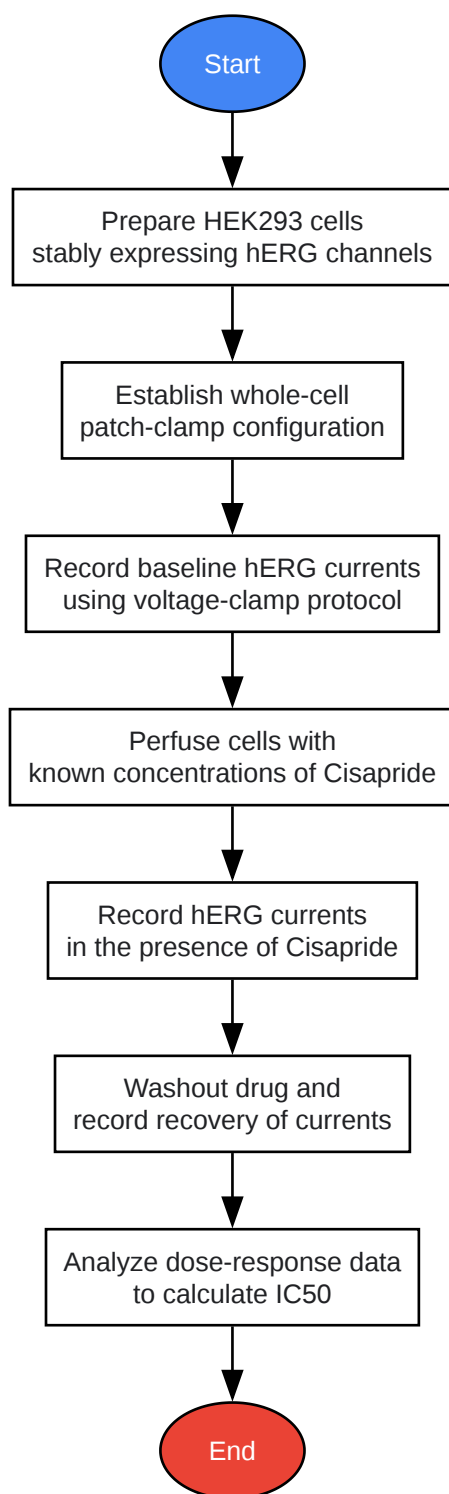 Start
Prepare HEK293 cells
stably expressing hERG channels
Establish whole-cell
patch-clamp configuration
Record baseline hERG currents
using voltage-clamp protocol
Perfuse cells with
known concentrations of Cisapride
Record hERG currents
in the presence of Cisapride
Washout drug and
record recovery of currents
Analyze dose-response data
to calculate IC50
End